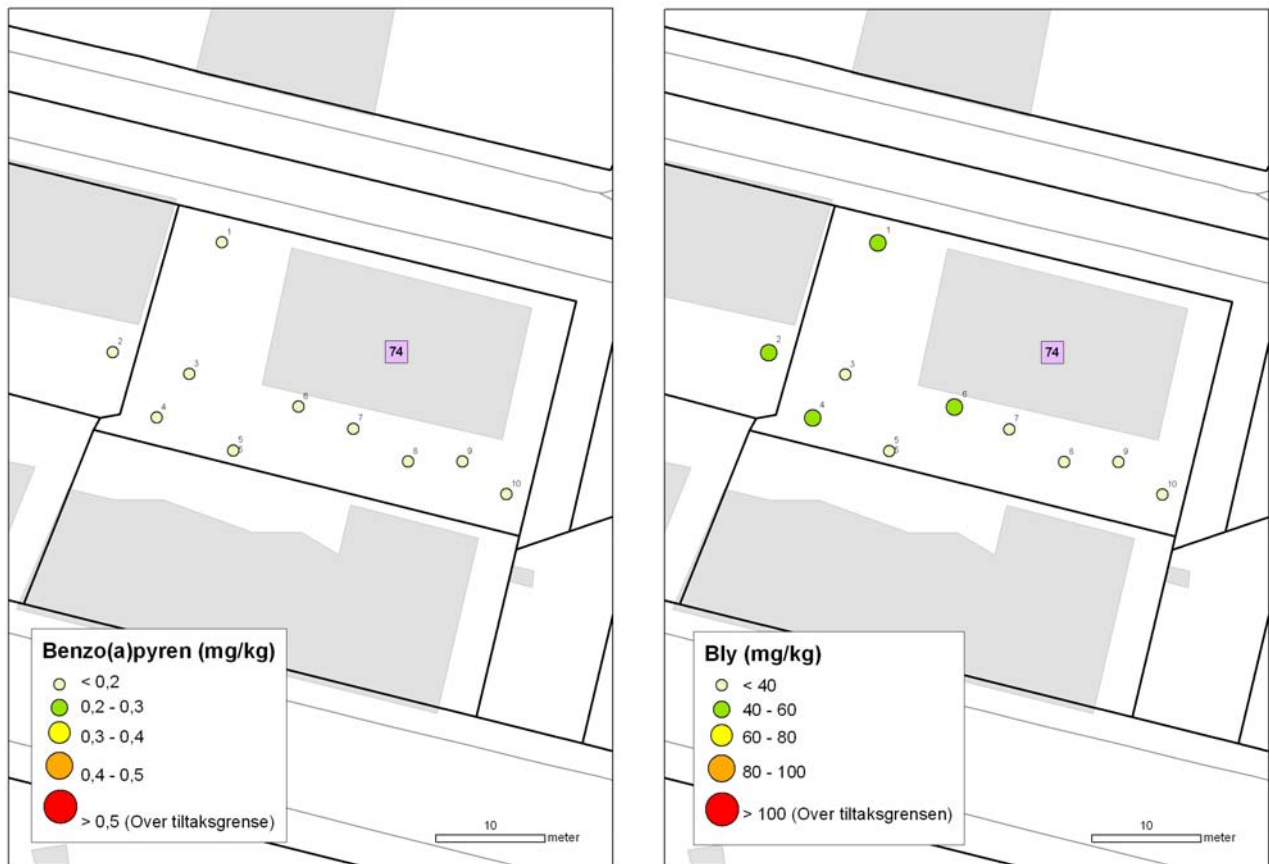 1
2
3
4
5
5
6
7
8
9
10
74
Benzo(a)pyren (mg/kg)
< 0,2
0,2 - 0,3
0,3 - 0,4
0,4 - 0,5
> 0,5 (Over tiltaksgrense)
10
meter
1
2
3
4
5
5
6
7
8
9
10
74
Bly (mg/kg)
< 40
40 - 60
60 - 80
80 - 100
> 100 (Over tiltaksgrensen)
10
meter